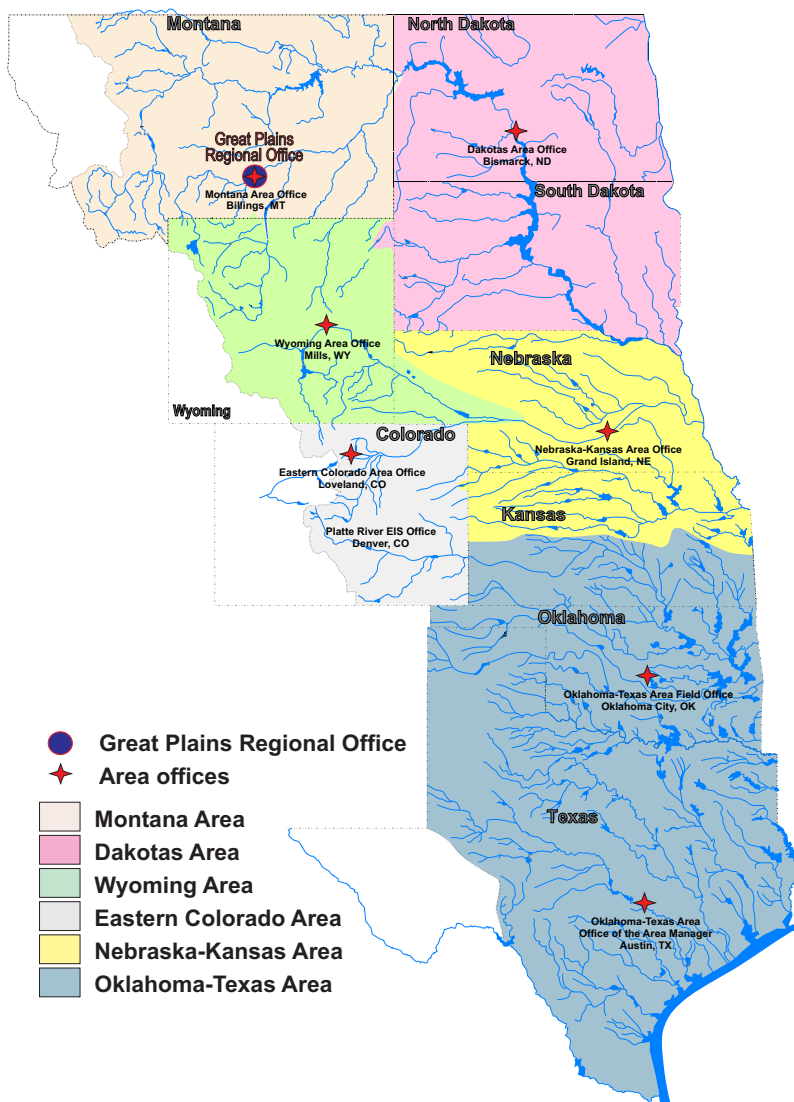 Montana
North Dakota
Great Plains
Regional Office
Montana Area Office
Billings, MT
Dakotas Area Office
Bismarck, ND
South Dakota
Wyoming Area Office
Mills, WY
Nebraska
Wyoming
Colorado
Nebraska-Kansas Area Office
Grand Island, NE
Eastern Colorado Area Office
Loveland, CO
Kansas
Platte River EIS Office
Denver, CO
Oklahoma
Oklahoma-Texas Area Field Office
Oklahoma City, OK
Texas
Oklahoma-Texas Area
Office of the Area Manager
Austin, TX
Great Plains Regional Office
Area offices
Montana Area
Dakotas Area
Wyoming Area
Eastern Colorado Area
Nebraska-Kansas Area
Oklahoma-Texas Area